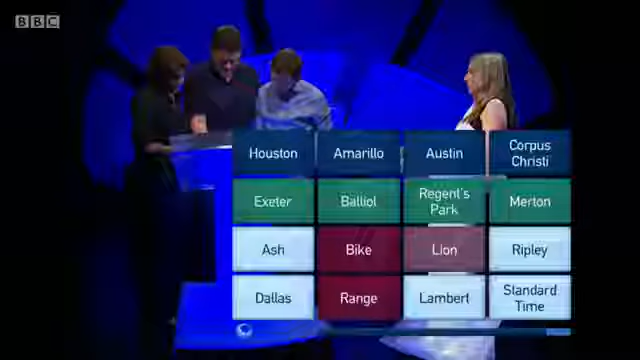 BBC
Houston
Amarillo
Austin
Corpus
Christi
Exeter
Balliol
Regent's
Park
Merton
Ash
Bike
Lion
Ripley
Dallas
Range
Lambert
Standard
Time